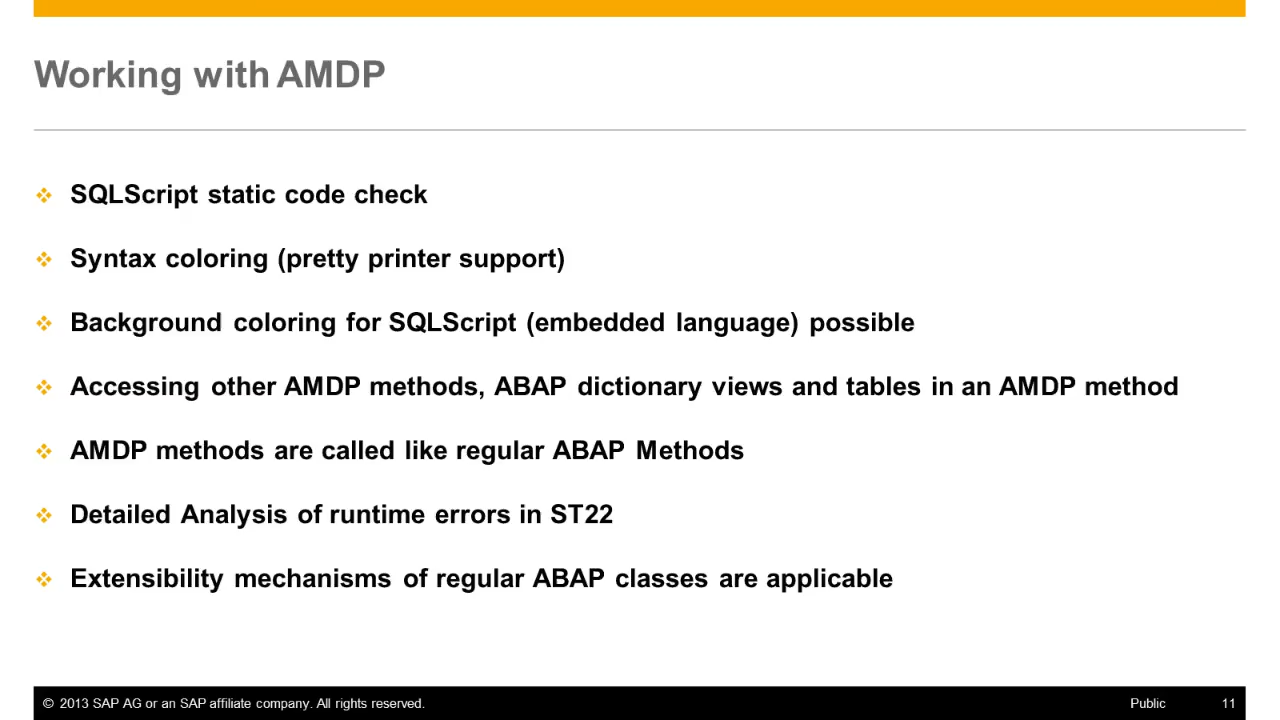 Working with AMDP
SQLScript static code check
Syntax coloring (pretty printer support)
Background coloring for SQLScript (embedded language) possible
Accessing other AMDP methods, ABAP dictionary views and tables in an AMDP method
AMDP methods are called like regular ABAP Methods
Detailed Analysis of runtime errors in ST22
Extensibility mechanisms of regular ABAP classes are applicable
© 2013 SAP AG or an SAP affiliate company. All rights reserved. Public 11